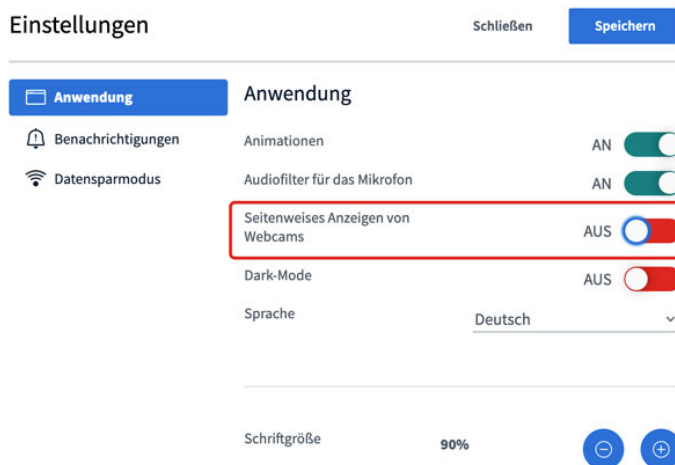 Einstellungen
Schließen
Speichern
Anwendung
Benachrichtigungen
Datensparmodus
Anwendung
Animationen
AN
Audiofilter für das Mikrofon
AN
Seitenweises Anzeigen von
Webcams
AUS
Dark-Mode
AUS
Sprache
Deutsch
Schriftgröße
90%